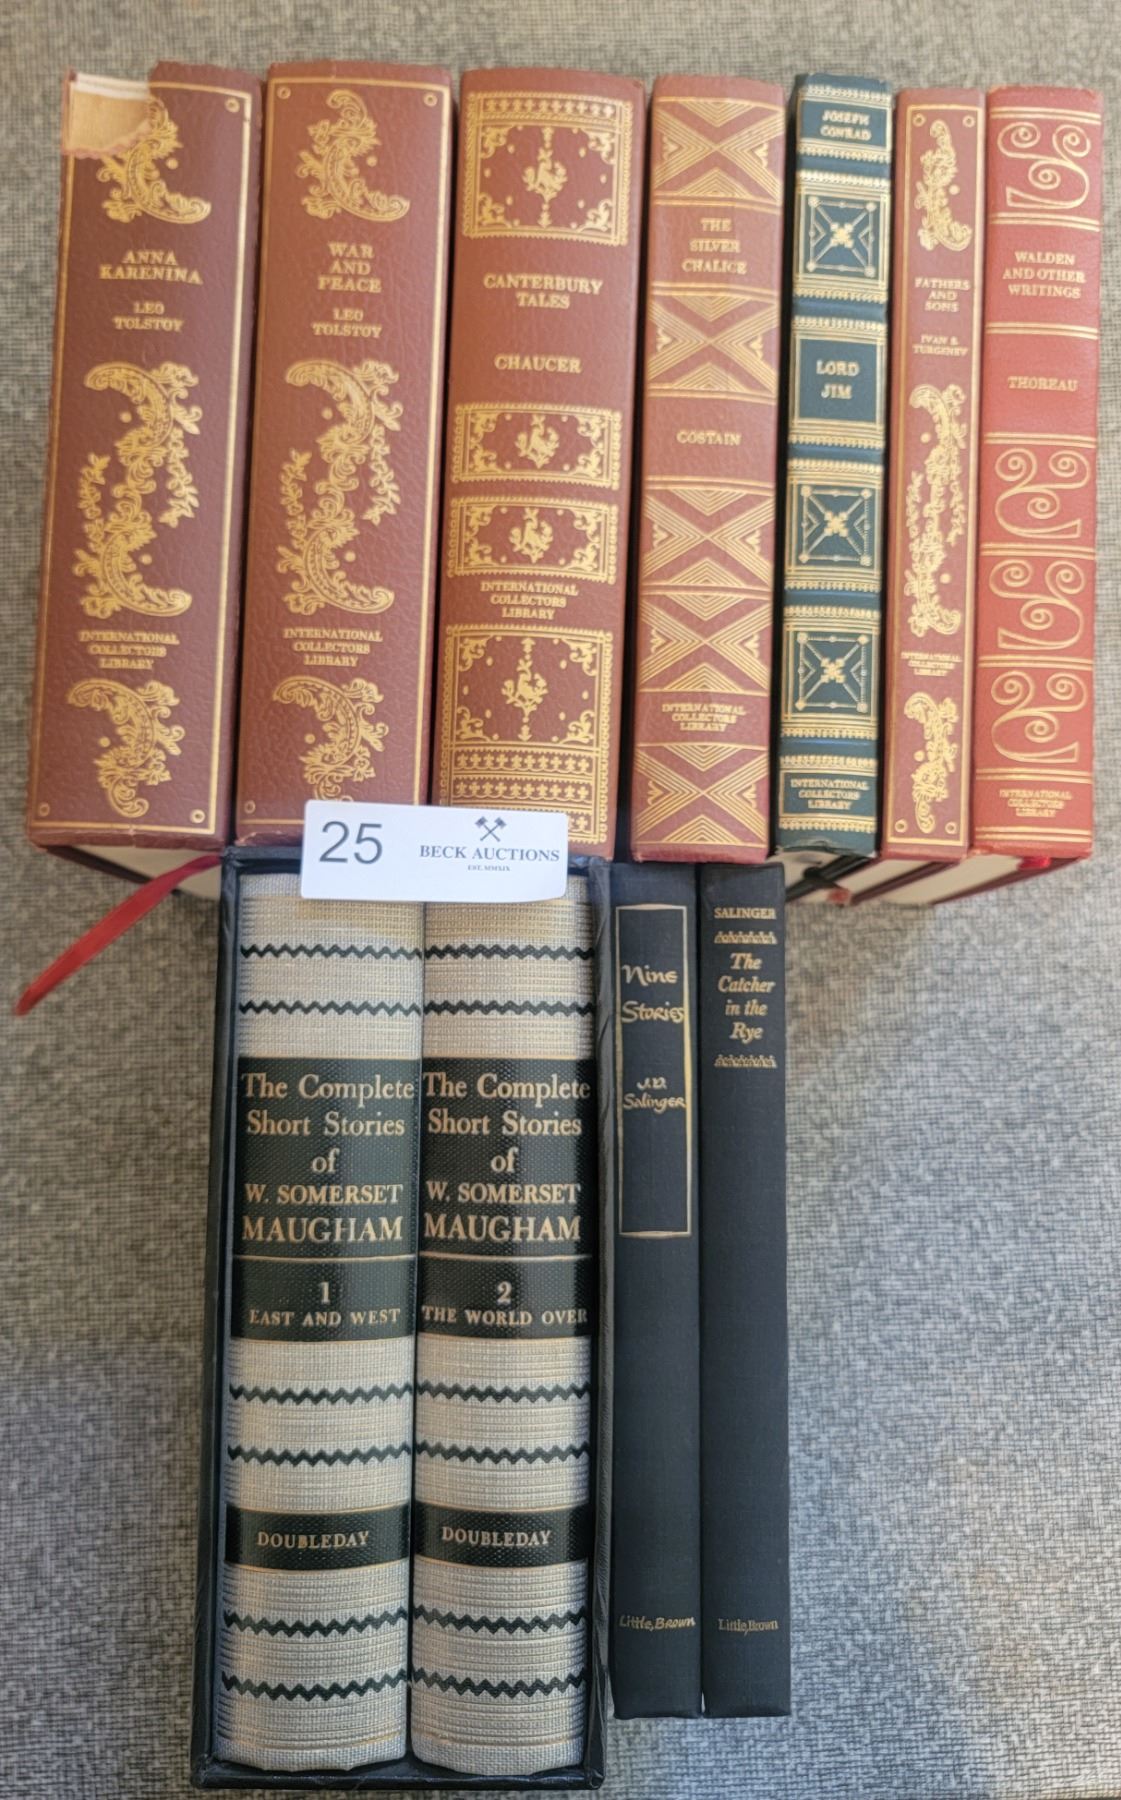 ANNA
KARENINA
LEO
TOLSTOY
INTERNATIONAL
COLLECTORS
LIBRARY
WAR
AND
PEACE
LEO
TOLSTOY
INTERNATIONAL
COLLECTORS
LIBRARY
CANTERBURY
TALES
CHAUCER
INTERNATIONAL
COLLECTORS
LIBRARY
THE
SILVER
CHALICE
COSTAIN
INTERNATIONAL
COLLECTORS
LIBRARY
JOSEPH
CONRAD
LORD
JIM
INTERNATIONAL
COLLECTORS
LIBRARY
FATHERS
AND
SONS
IVAN S.
TURGENEV
INTERNATIONAL
COLLECTORS
LIBRARY
WALDEN
AND OTHER
WRITINGS
THOREAU
INTERNATIONAL
COLLECTORS
LIBRARY
25
BECK AUCTIONS
EST. MMXIX
The Complete
Short Stories
of
W. SOMERSET
MAUGHAM
1
EAST AND WEST
DOUBLEDAY
The Complete
Short Stories
of
W. SOMERSET
MAUGHAM
2
THE WORLD OVER
DOUBLEDAY
Nine
Stories
J.D.
Salinger
Little, Brown
SALINGER
The
Catcher
in the
Rye
Little, Brown